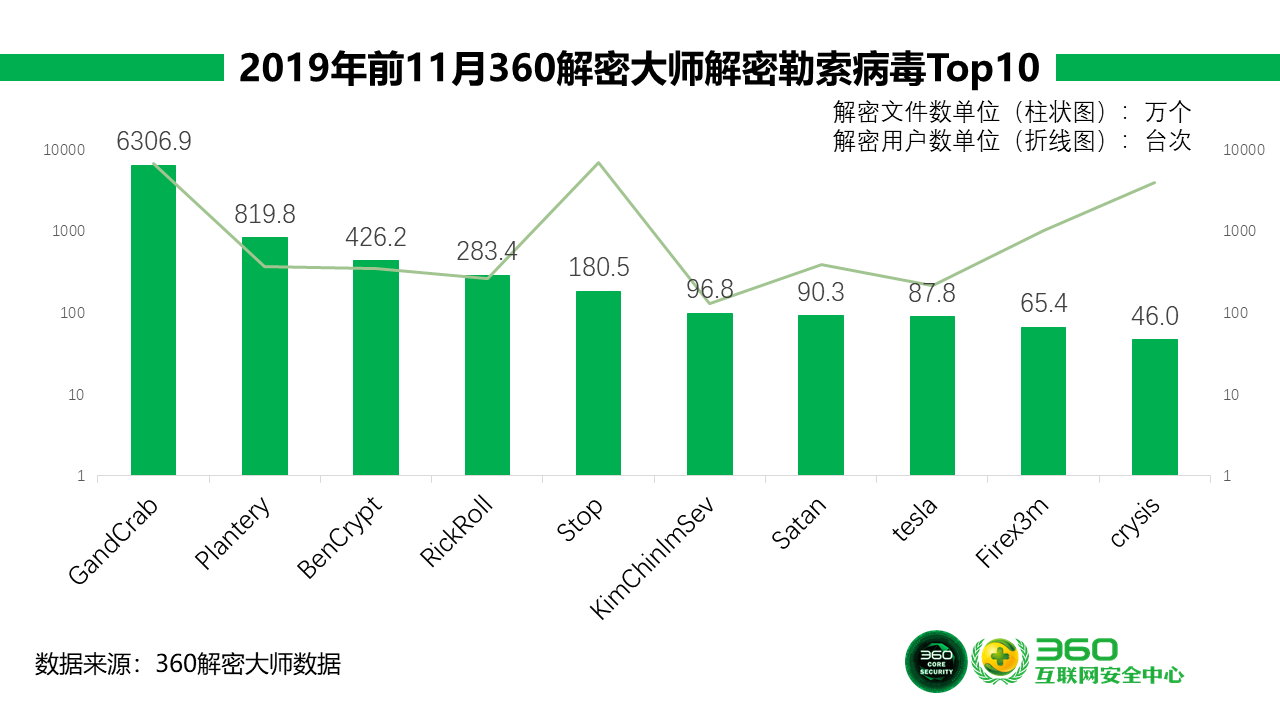 2019年前11月360解密大师解密勒索病毒Top10
解密文件数单位（柱状图）：万个
解密用户数单位（折线图）：台次
10000
1000
100
10
1
6306.9
819.8
426.2
283.4
180.5
96.8
90.3
87.8
65.4
46.0
10000
1000
100
10
1
GandCrab
Plantery
BenCrypt
RickRoll
Stop
KimChinImSev
Satan
tesla
Firex3m
crysis
数据来源：360解密大师数据
360
CORE
SECURITY
360
互联网安全中心